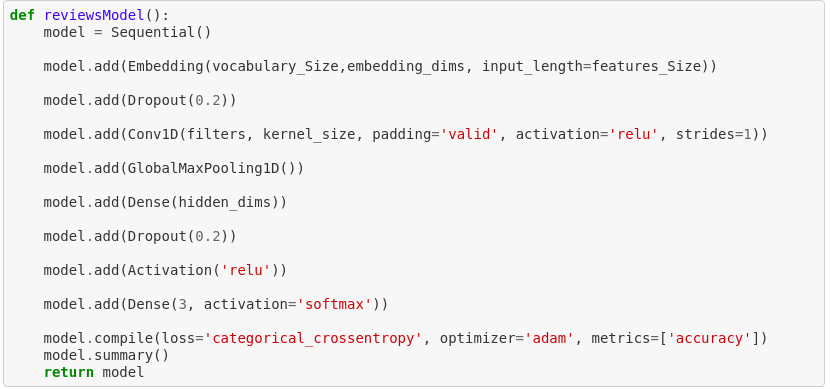 def reviewsModel():
    model = Sequential()
    model.add(Embedding(vocabulary_Size,embedding_dims, input_length=features_Size))
    model.add(Dropout(0.2))
    model.add(Conv1D(filters, kernel_size, padding='valid', activation='relu', strides=1))
    model.add(GlobalMaxPooling1D())
    model.add(Dense(hidden_dims))
    model.add(Dropout(0.2))
    model.add(Activation('relu'))
    model.add(Dense(3, activation='softmax'))
    model.compile(loss='categorical_crossentropy', optimizer='adam', metrics=['accuracy'])
    model.summary()
    return model